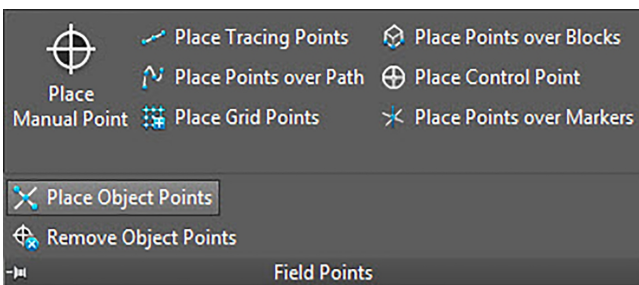 Place
Manual Point
Place Tracing Points
Place Points over Path
Place Grid Points
Place Points over Blocks
Place Control Point
Place Points over Markers
Place Object Points
Remove Object Points
Field Points